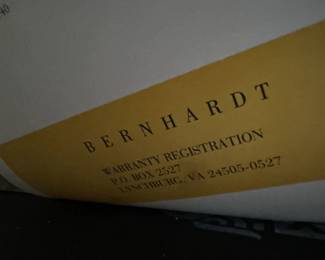 BERNHARDT
WARRANTY REGISTRATION
P.O. BOX 2527
LYNCHBURG, VA 24505-0527